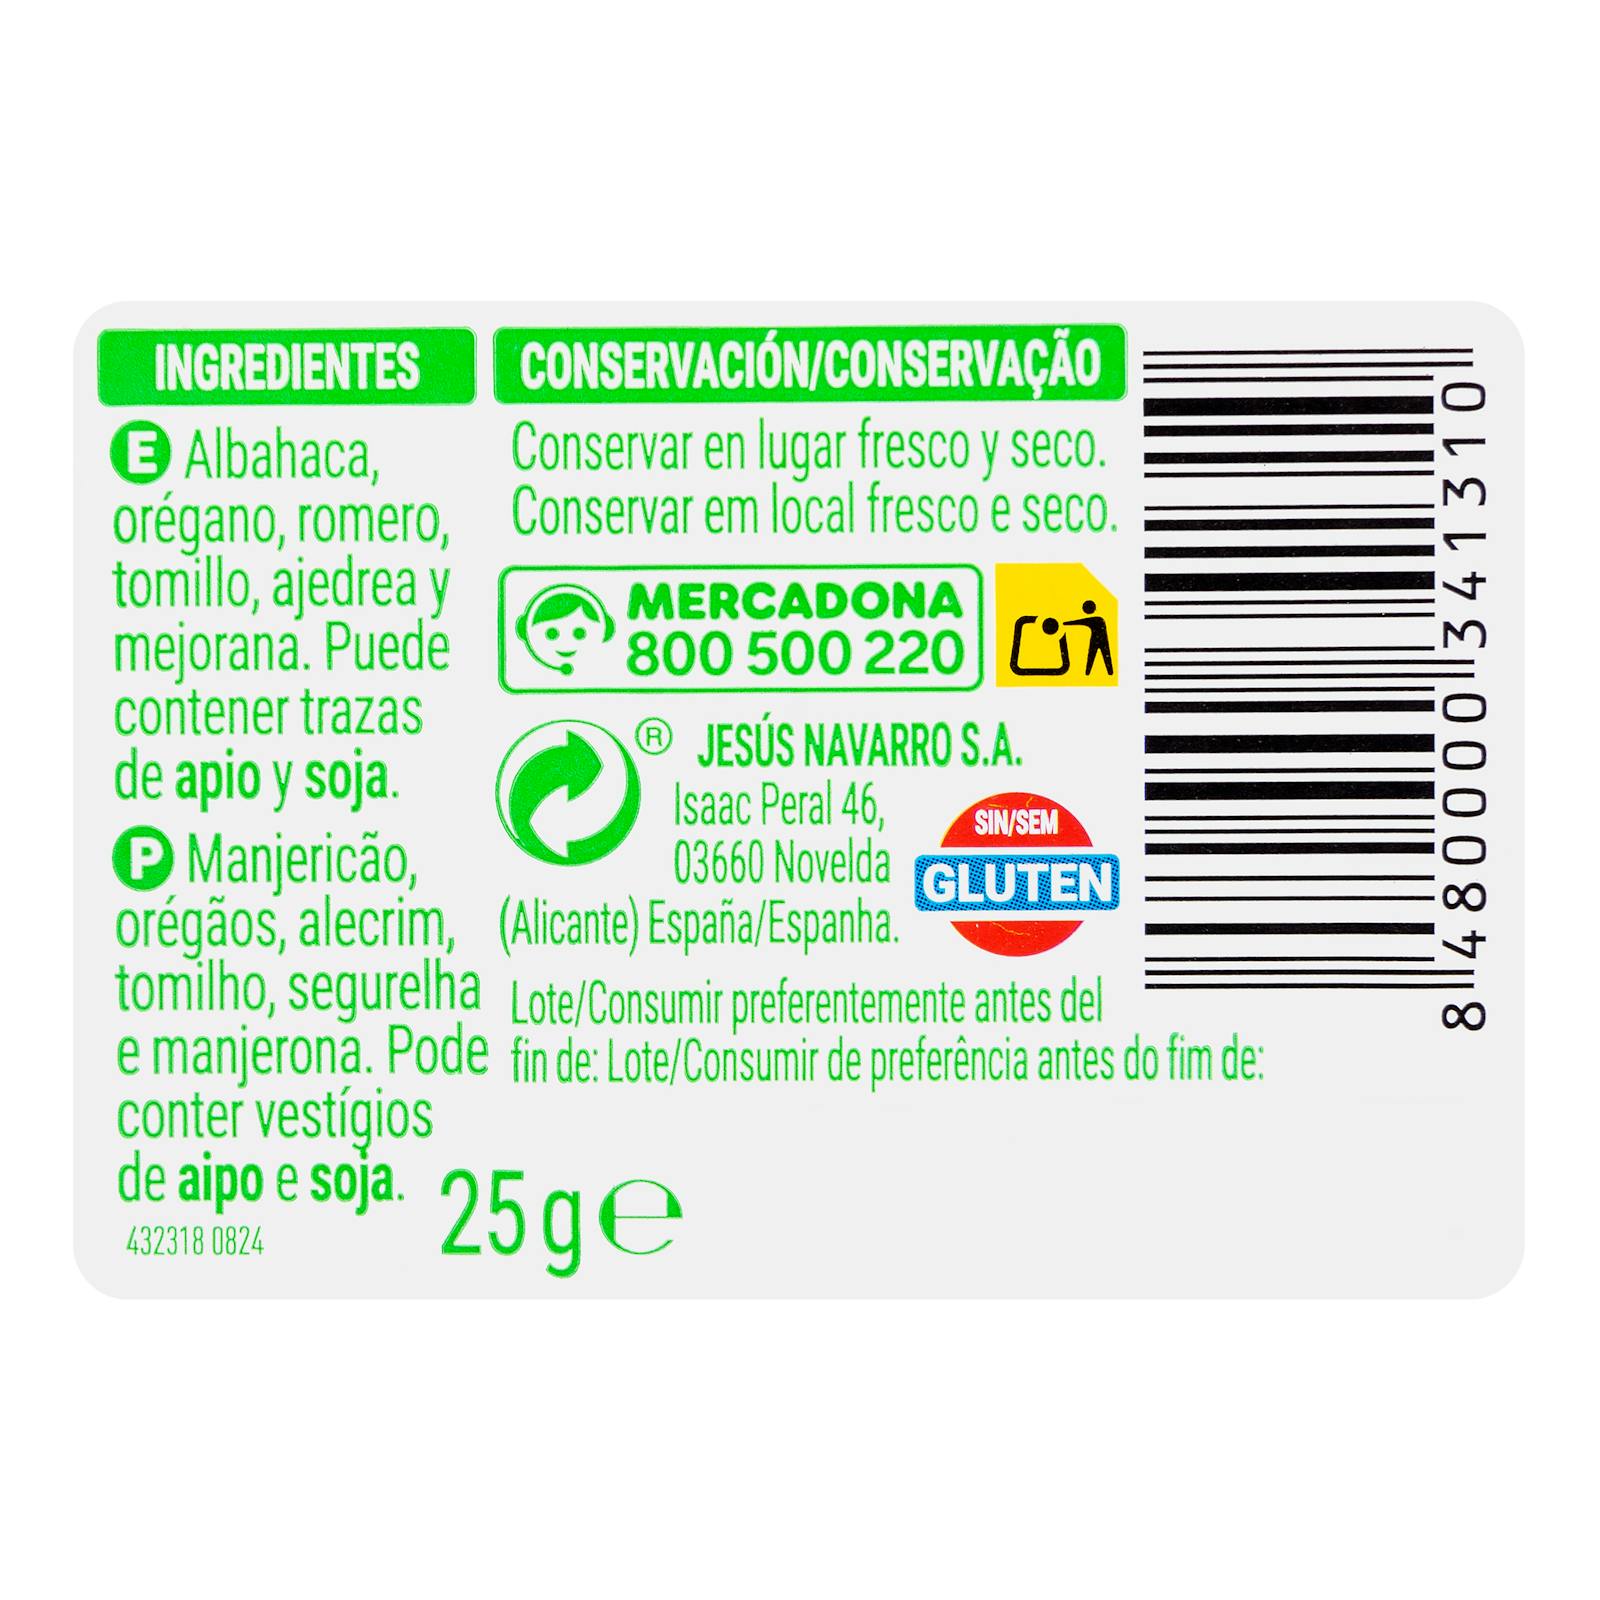 INGREDIENTES
E Albahaca,
orégano, romero,
tomillo, ajedrea y
mejorana. Puede
contener trazas
de apio y soja.
P Manjericão,
orégãos, alecrim,
tomilho, segurelha
e manjerona. Pode
conter vestígios
de aipo e soja.
432318 0824
25 g e
CONSERVACIÓN/CONSERVAÇÃO
Conservar en lugar fresco y seco.
Conservar em local fresco e seco.
MERCADONA
800 500 220
® JESÚS NAVARRO S.A.
Isaac Peral 46,
03660 Novelda
(Alicante) España/Espanha.
SIN/SEM
GLUTEN
Lote/Consumir preferentemente antes del
fin de: Lote/Consumir de preferência antes do fim de:
8 480000 341310